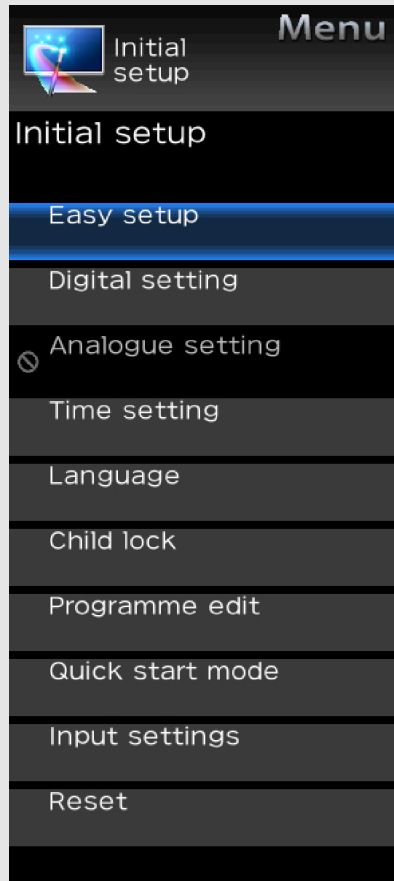 Menu
Initial
setup
Initial setup
Easy setup
Digital setting
Analogue setting
Time setting
Language
Child lock
Programme edit
Quick start mode
Input settings
Reset